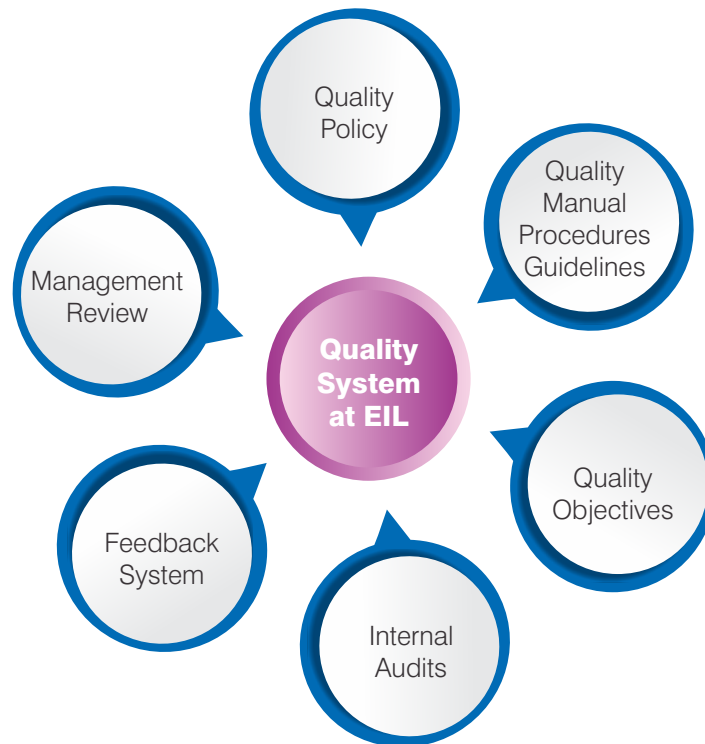 Quality
Policy
Quality
Manual
Procedures
Guidelines
Management
Review
Quality
System
at EIL
Quality
Objectives
Feedback
System
Internal
Audits